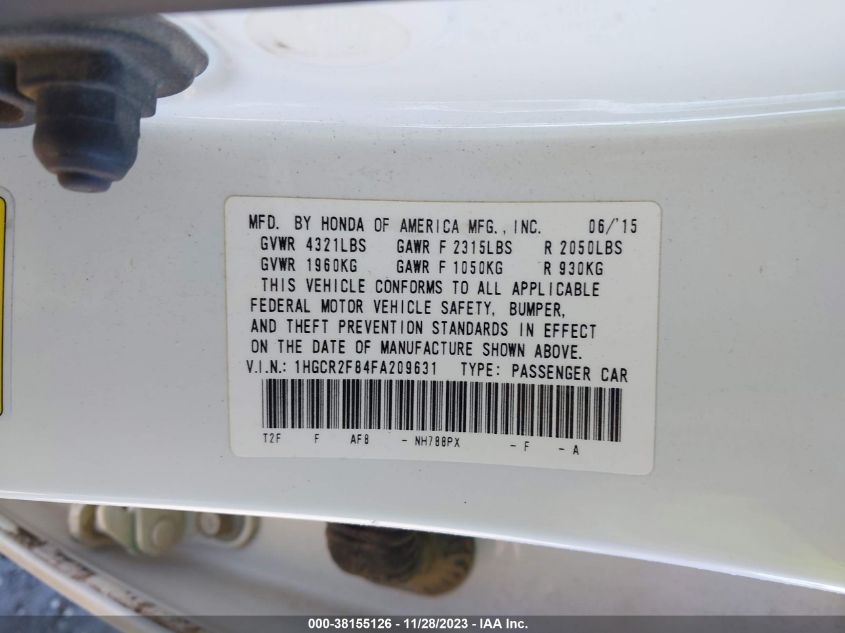 MFD. BY HONDA OF AMERICA MFG., INC. 06/'15
GVWR 4321LBS GAWR F 2315LBS R 2050LBS
GVWR 1960KG GAWR F 1050KG R 930KG
THIS VEHICLE CONFORMS TO ALL APPLICABLE
FEDERAL MOTOR VEHICLE SAFETY, BUMPER,
AND THEFT PREVENTION STANDARDS IN EFFECT
ON THE DATE OF MANUFACTURE SHOWN ABOVE.
V.I.N.: 1HGCR2F84FA209631 TYPE: PASSENGER CAR
T2F F AF8 - NH788PX - F - A
000-38155126 - 11/28/2023 - IAA Inc.